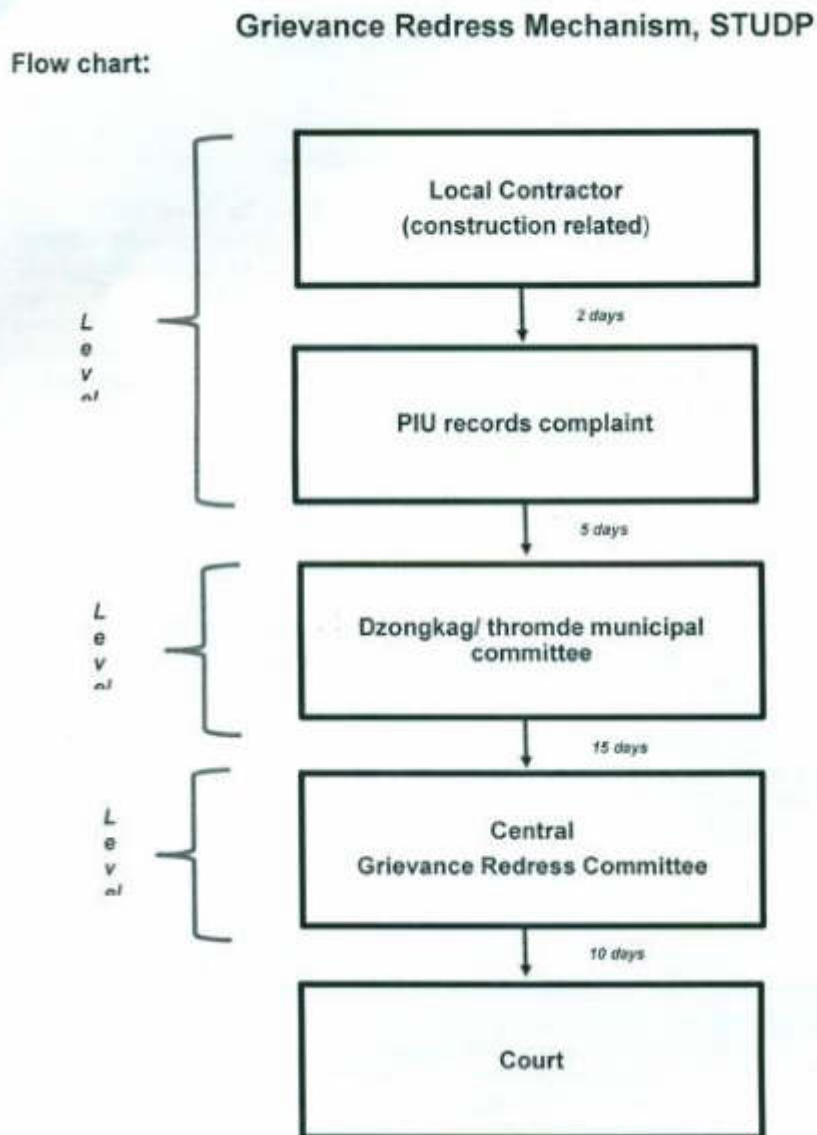 Grievance Redress Mechanism, STUDP
Flow chart:
Local Contractor
(construction related)
2 days
L
e
v
PIU records complaint
5 days
L
e
v
Dzongkag/ thromde municipal
committee
15 days
L
e
v
Central
Grievance Redress Committee
10 days
Court